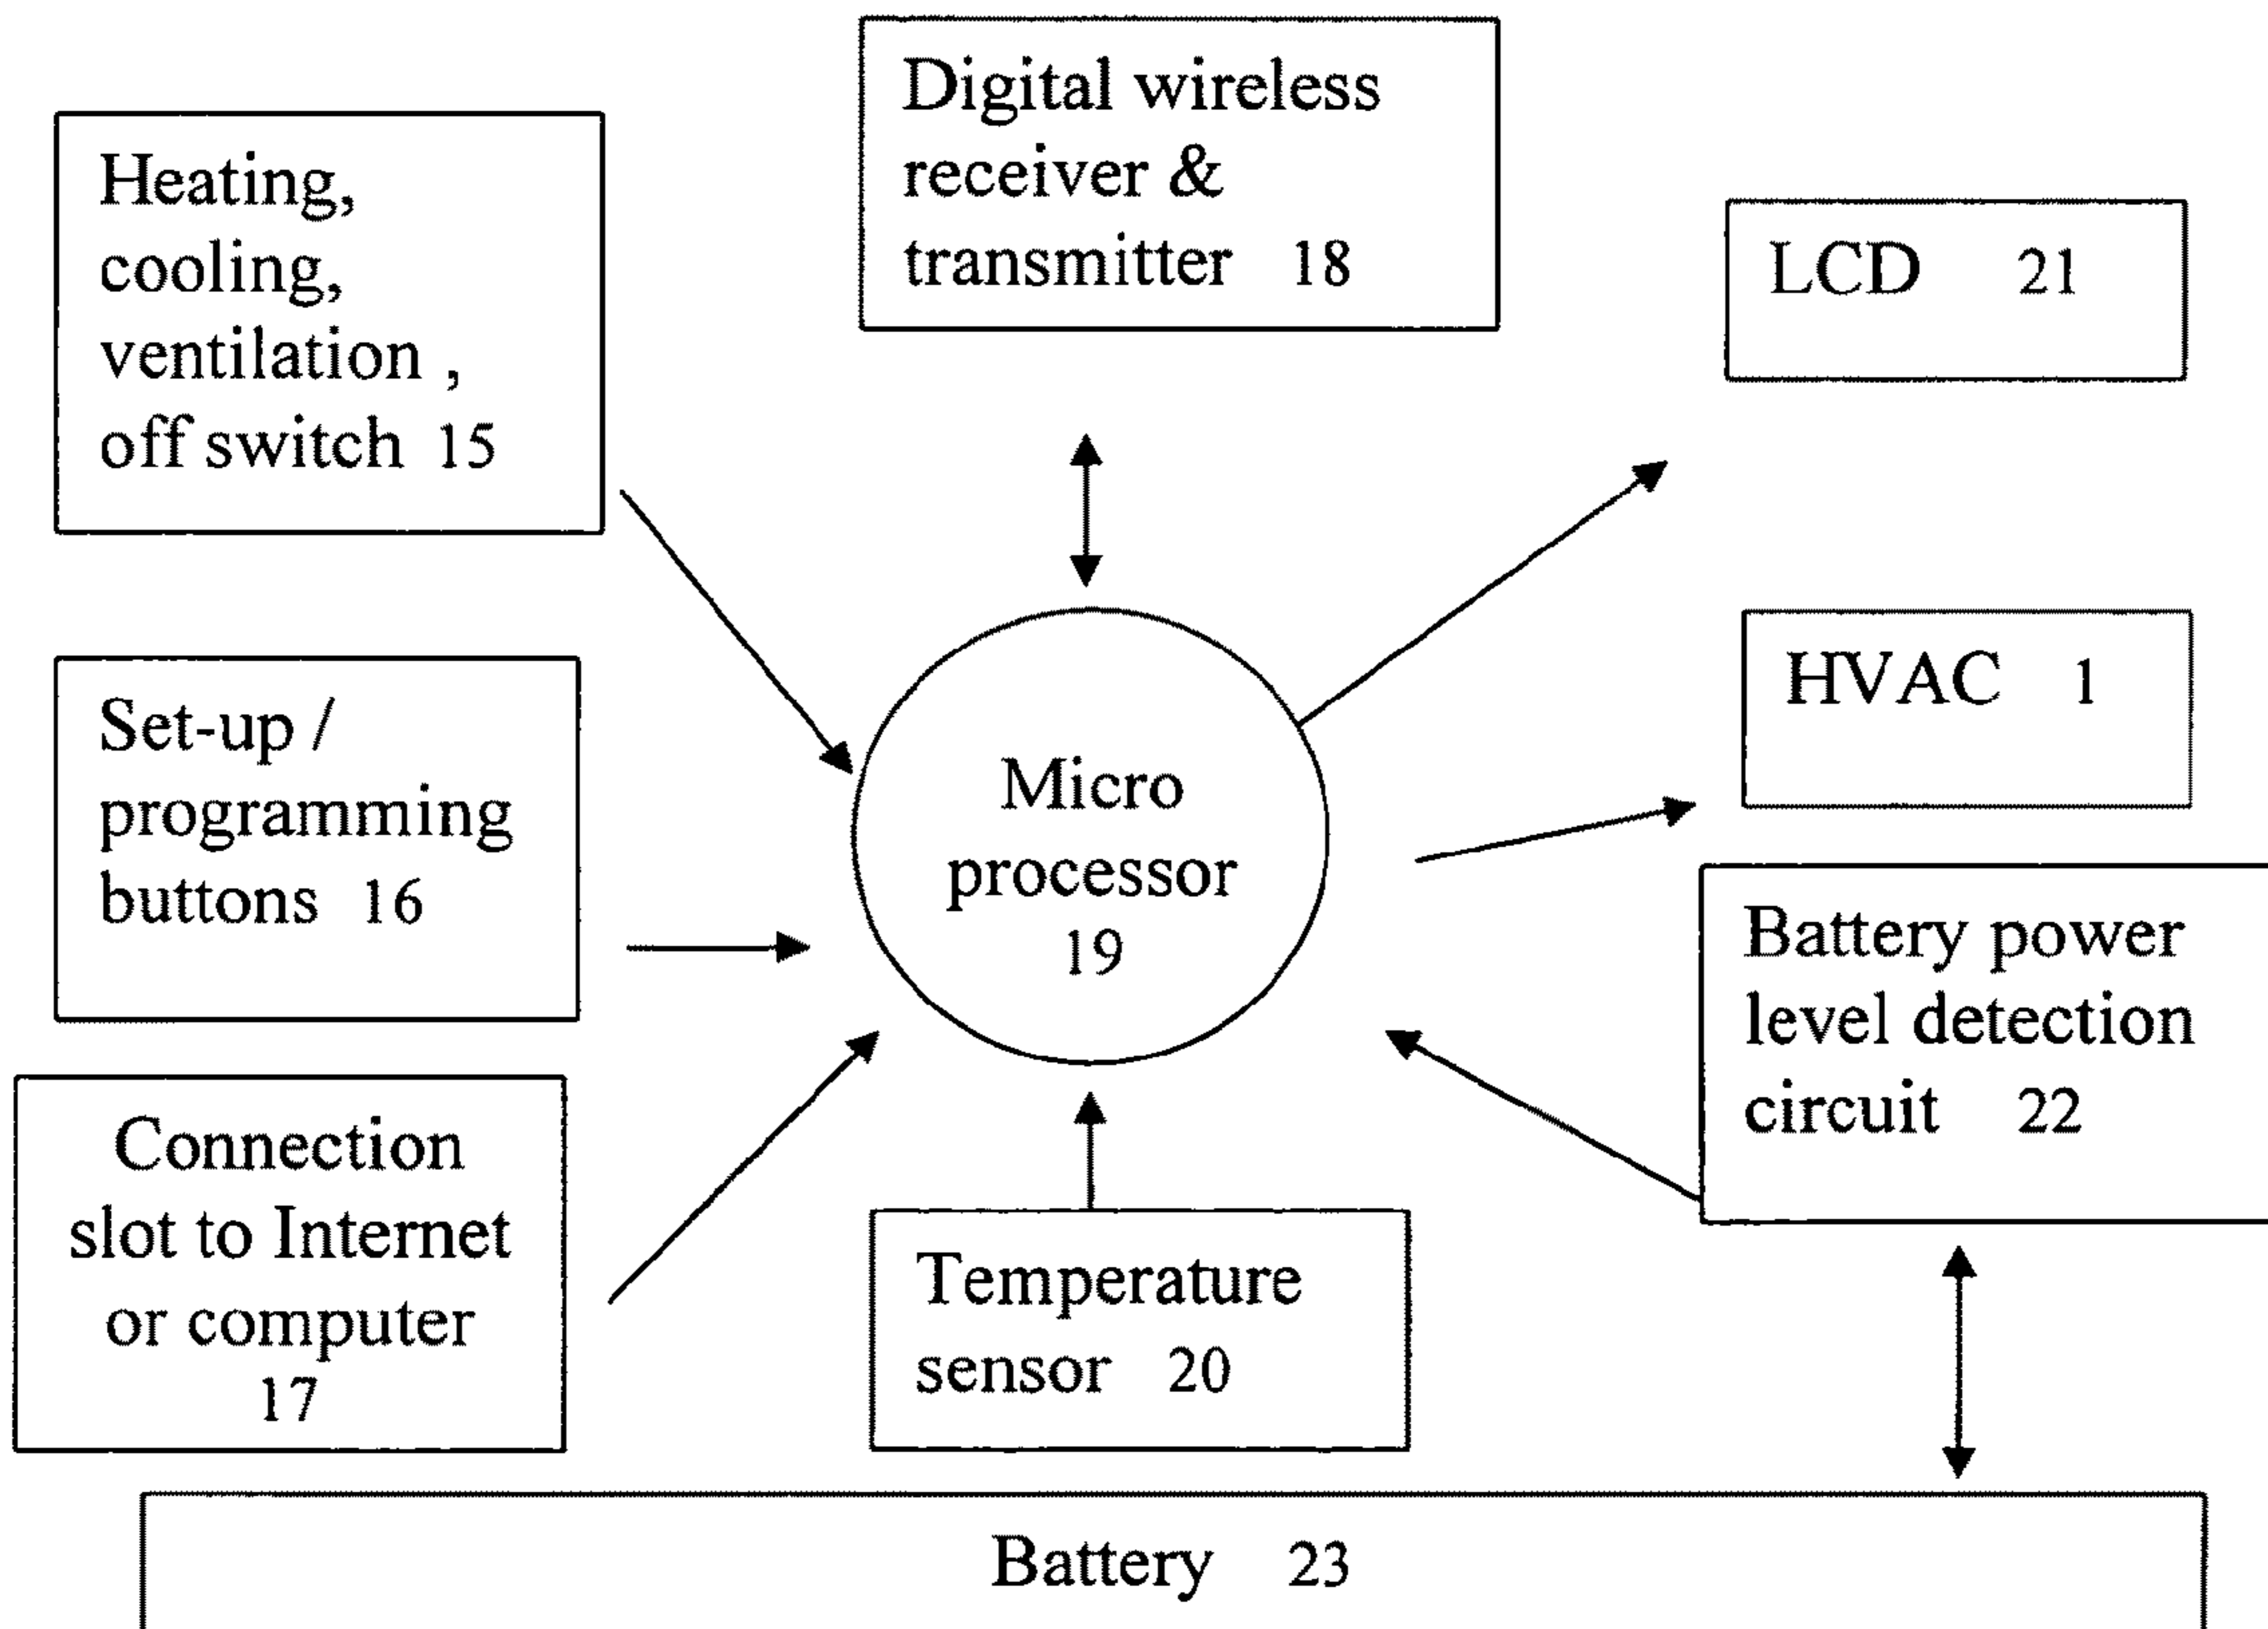 Heating,
cooling,
ventilation ,
off switch 15
Digital wireless
receiver &
transmitter 18
LCD 21
Set-up /
programming
buttons 16
Micro
processor
19
HVAC 1
Battery power
level detection
circuit 22
Connection
slot to Internet
or computer
17
Temperature
sensor 20
Battery 23